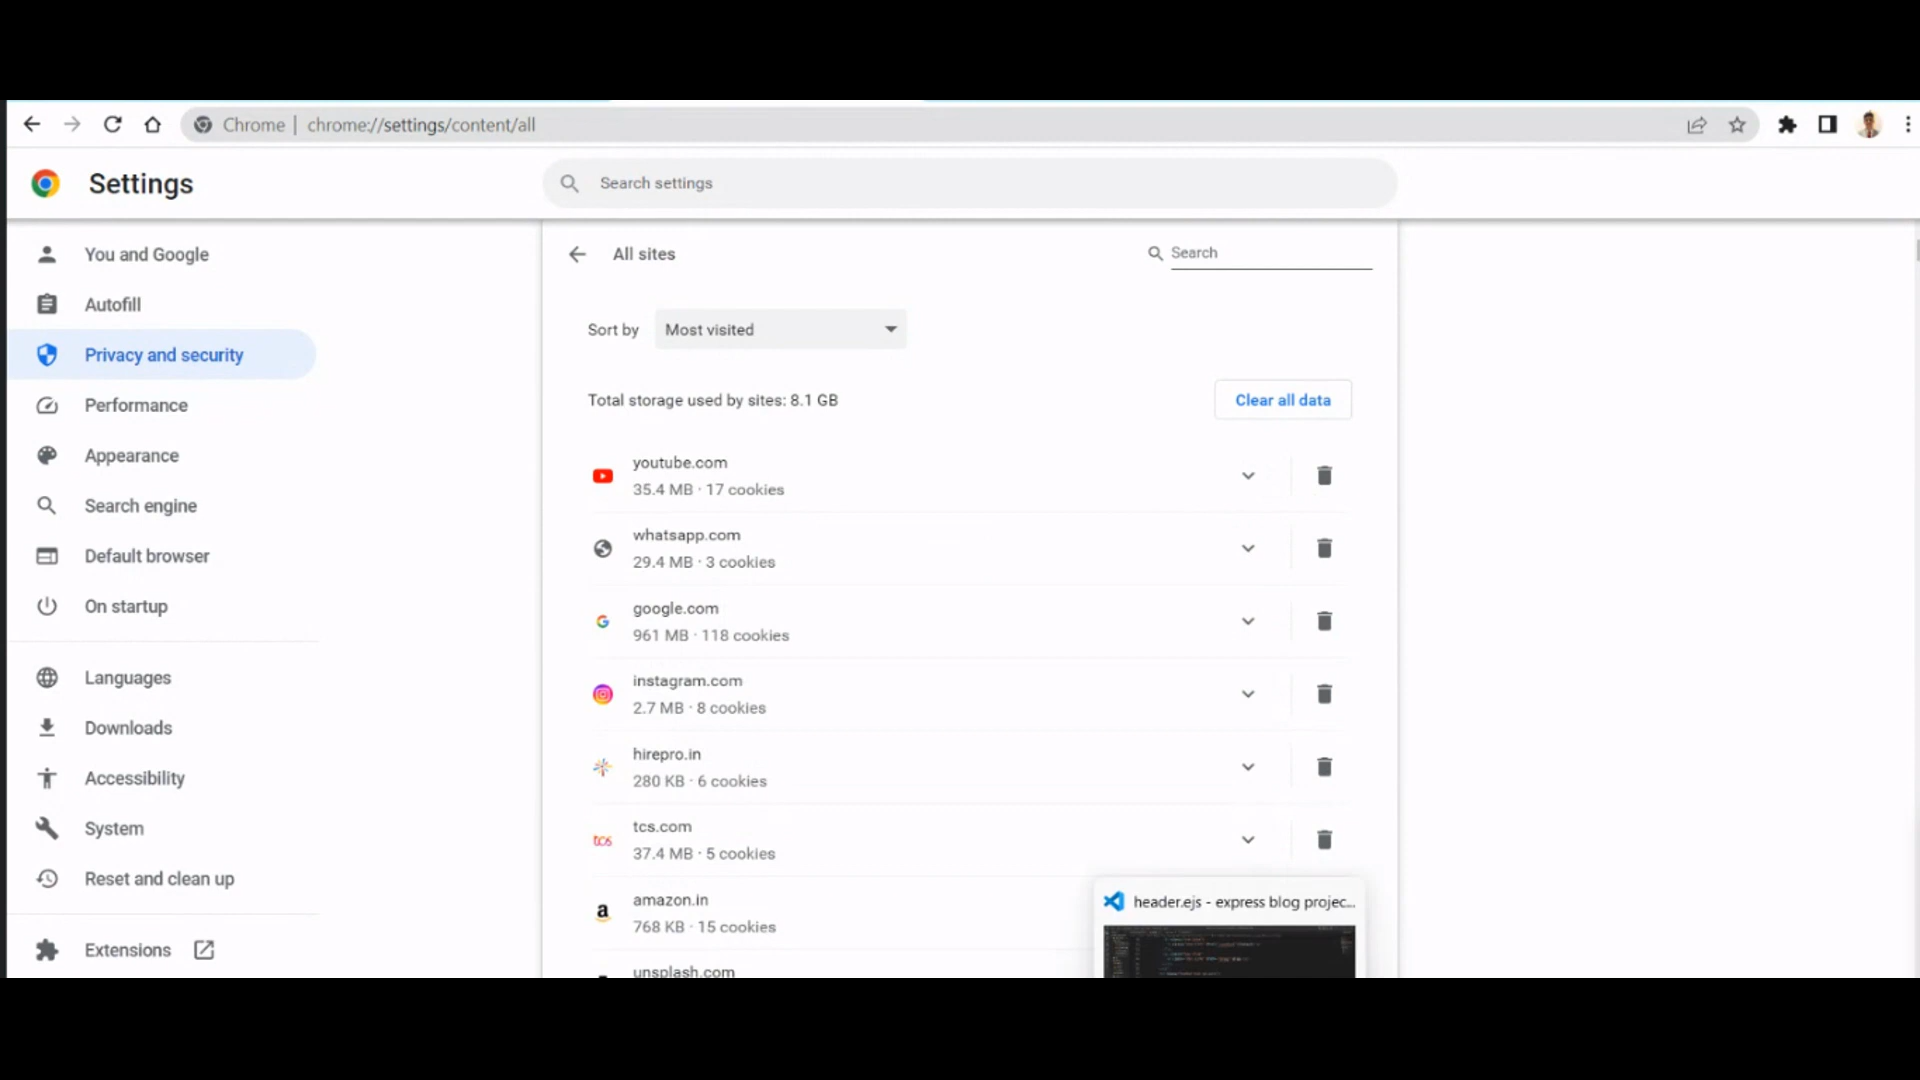 Chrome | chrome://settings/content/all
Settings
Search settings
You and Google
Autofill
Privacy and security
Performance
Appearance
Search engine
Default browser
On startup
Languages
Downloads
Accessibility
System
Reset and clean up
Extensions
All sites
Search
Sort by
Most visited
Total storage used by sites: 8.1 GB
Clear all data
youtube.com
35.4 MB · 17 cookies
whatsapp.com
29.4 MB · 3 cookies
google.com
961 MB · 118 cookies
instagram.com
2.7 MB · 8 cookies
hirepro.in
280 KB · 6 cookies
tcs
tcs.com
37.4 MB · 5 cookies
amazon.in
768 KB · 15 cookies
unsplash.com
header.ejs - express blog projec...